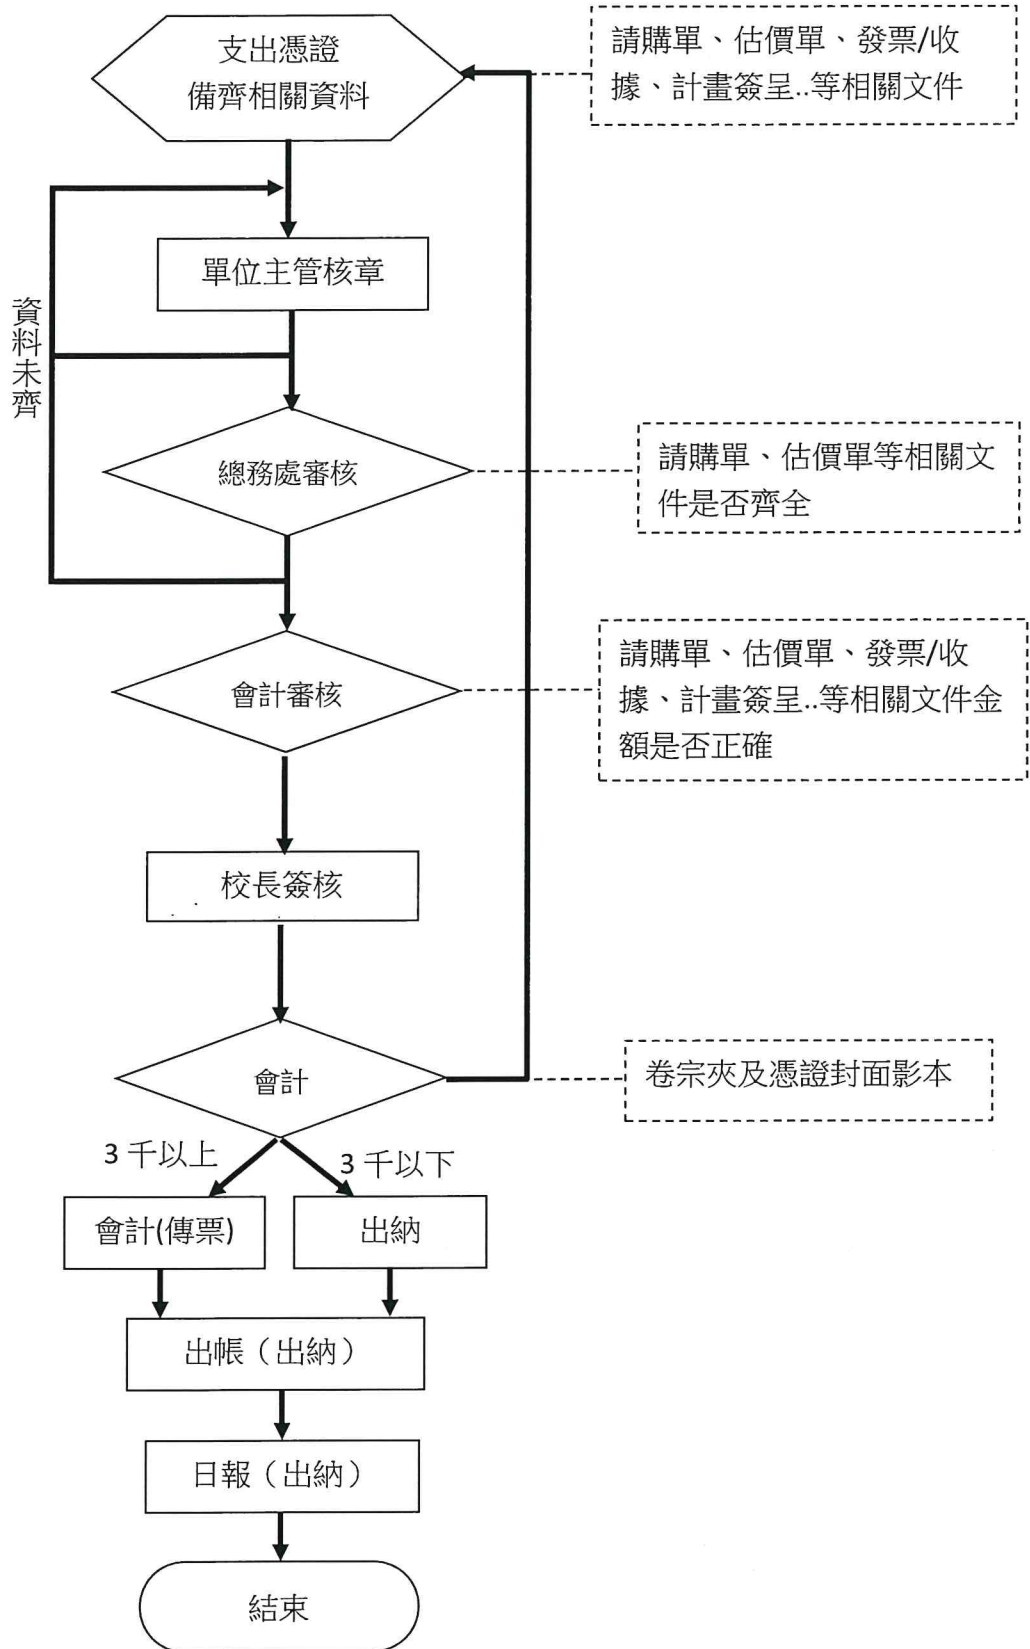 支出憑證
備齊相關資料
請購單、估價單、發票/收
據、計畫簽呈..等相關文件
單位主管核章
資料未齊
總務處審核
請購單、估價單等相關文
件是否齊全
會計審核
請購單、估價單、發票/收
據、計畫簽呈..等相關文件金
額是否正確
校長簽核
會計
卷宗夾及憑證封面影本
3 千以上
3 千以下
會計(傳票)
出納
出帳（出納）
日報（出納）
結束